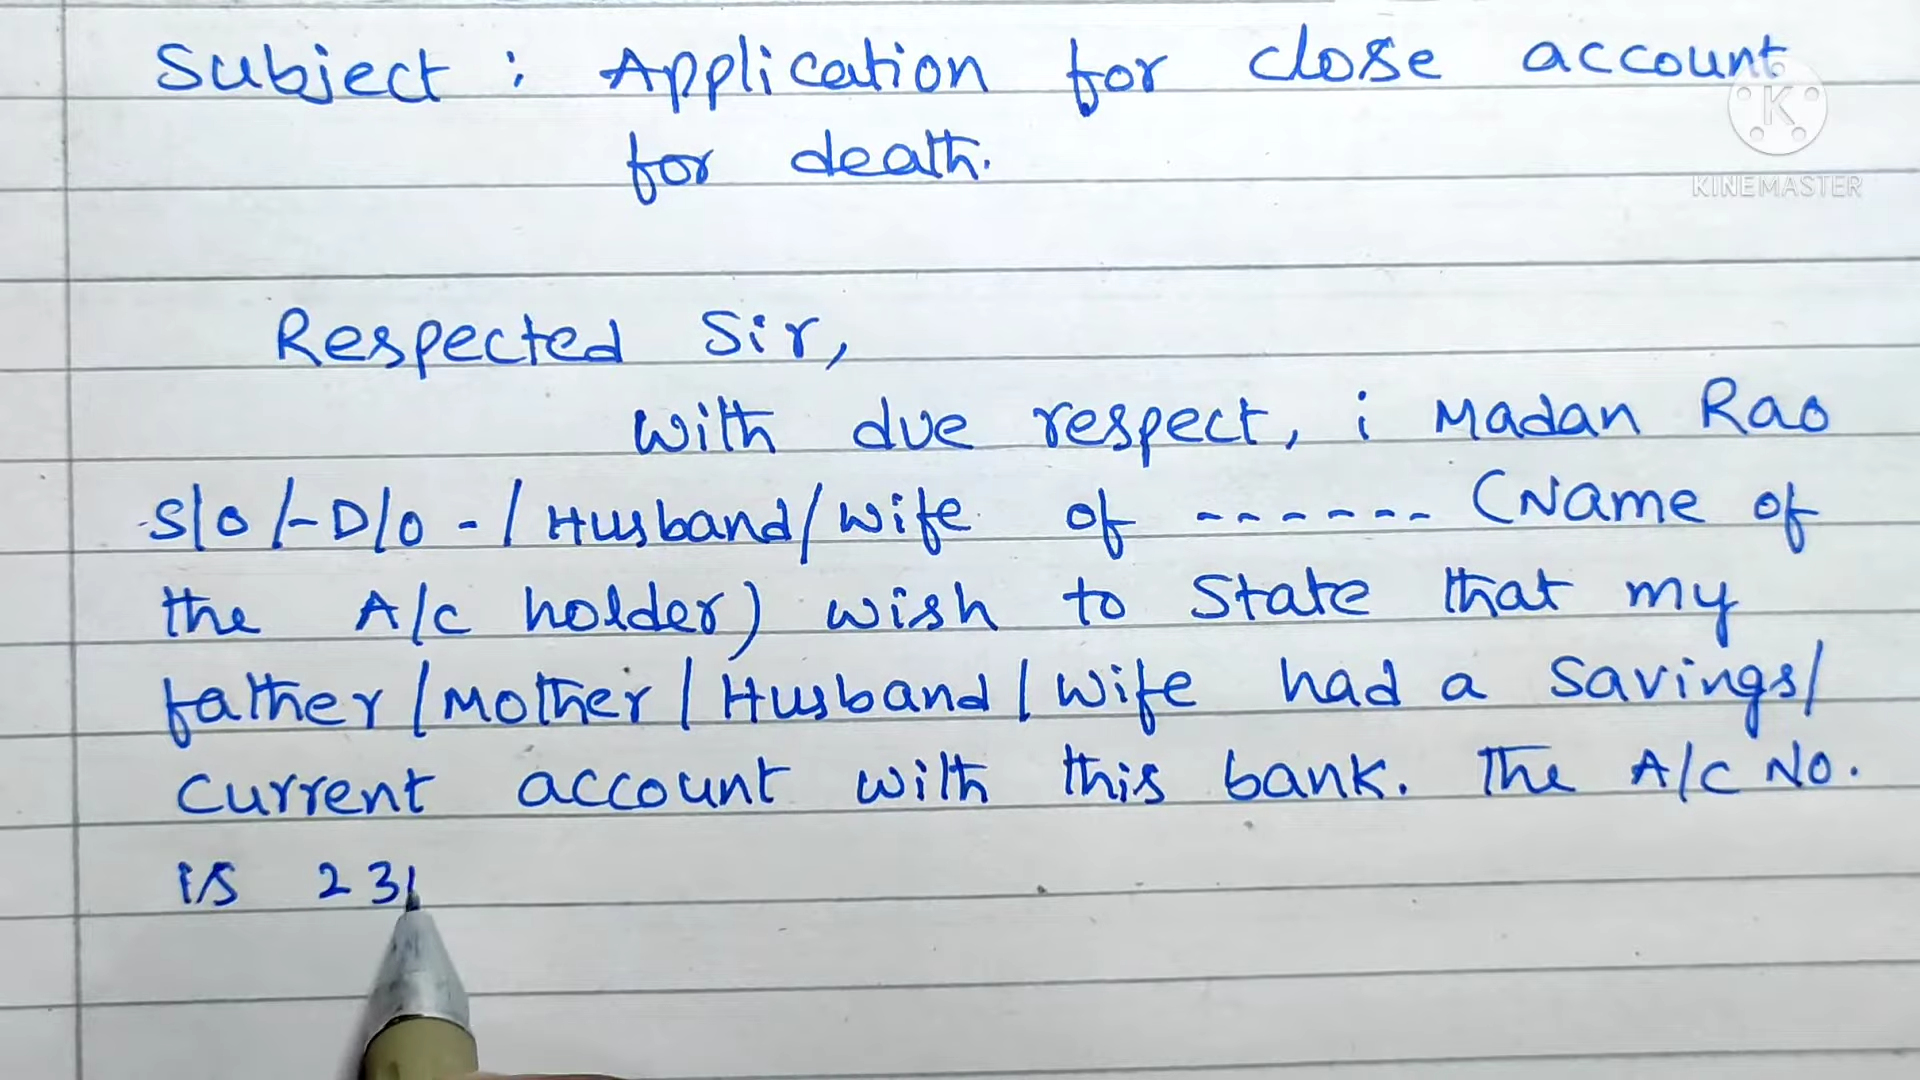 Subject : Application for close account
for death.
K
KINEMASTER
Respected Sir,
With due respect, i Madan Rao
S/o/-D/o-/Husband/wife of ------- (Name of
the A/c holder) wish to state that my
father/Mother/Husband/wife had a savings/
current account with this bank. The A/c No.
is 231